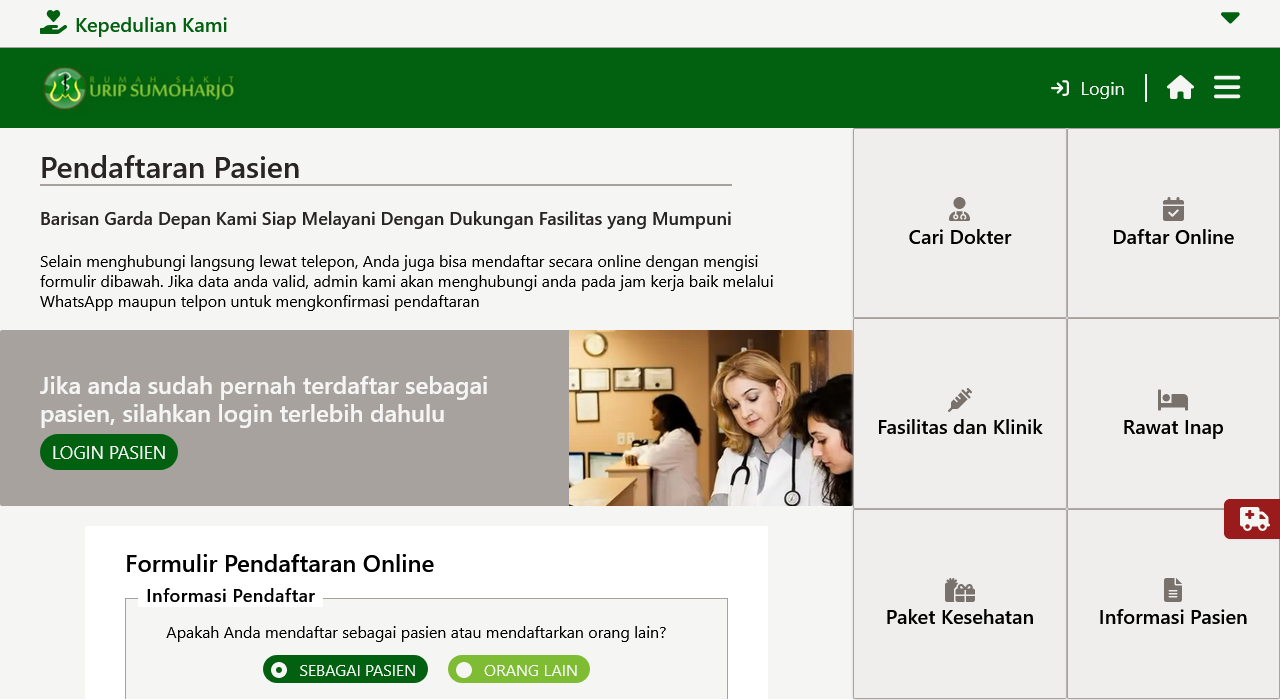 Kepedulian Kami
RUMAH SAKIT
URIP SUMOHARJO
Login
Pendaftaran Pasien
Barisan Garda Depan Kami Siap Melayani Dengan Dukungan Fasilitas yang Mumpuni
Selain menghubungi langsung lewat telepon, Anda juga bisa mendaftar secara online dengan mengisi
formulir dibawah. Jika data anda valid, admin kami akan menghubungi anda pada jam kerja baik melalui
WhatsApp maupun telpon untuk mengkonfirmasi pendaftaran
Jika anda sudah pernah terdaftar sebagai
pasien, silahkan login terlebih dahulu
LOGIN PASIEN
Formulir Pendaftaran Online
Informasi Pendaftar
Apakah Anda mendaftar sebagai pasien atau mendaftarkan orang lain?
SEBAGAI PASIEN
ORANG LAIN
Cari Dokter
Daftar Online
Fasilitas dan Klinik
Rawat Inap
Paket Kesehatan
Informasi Pasien